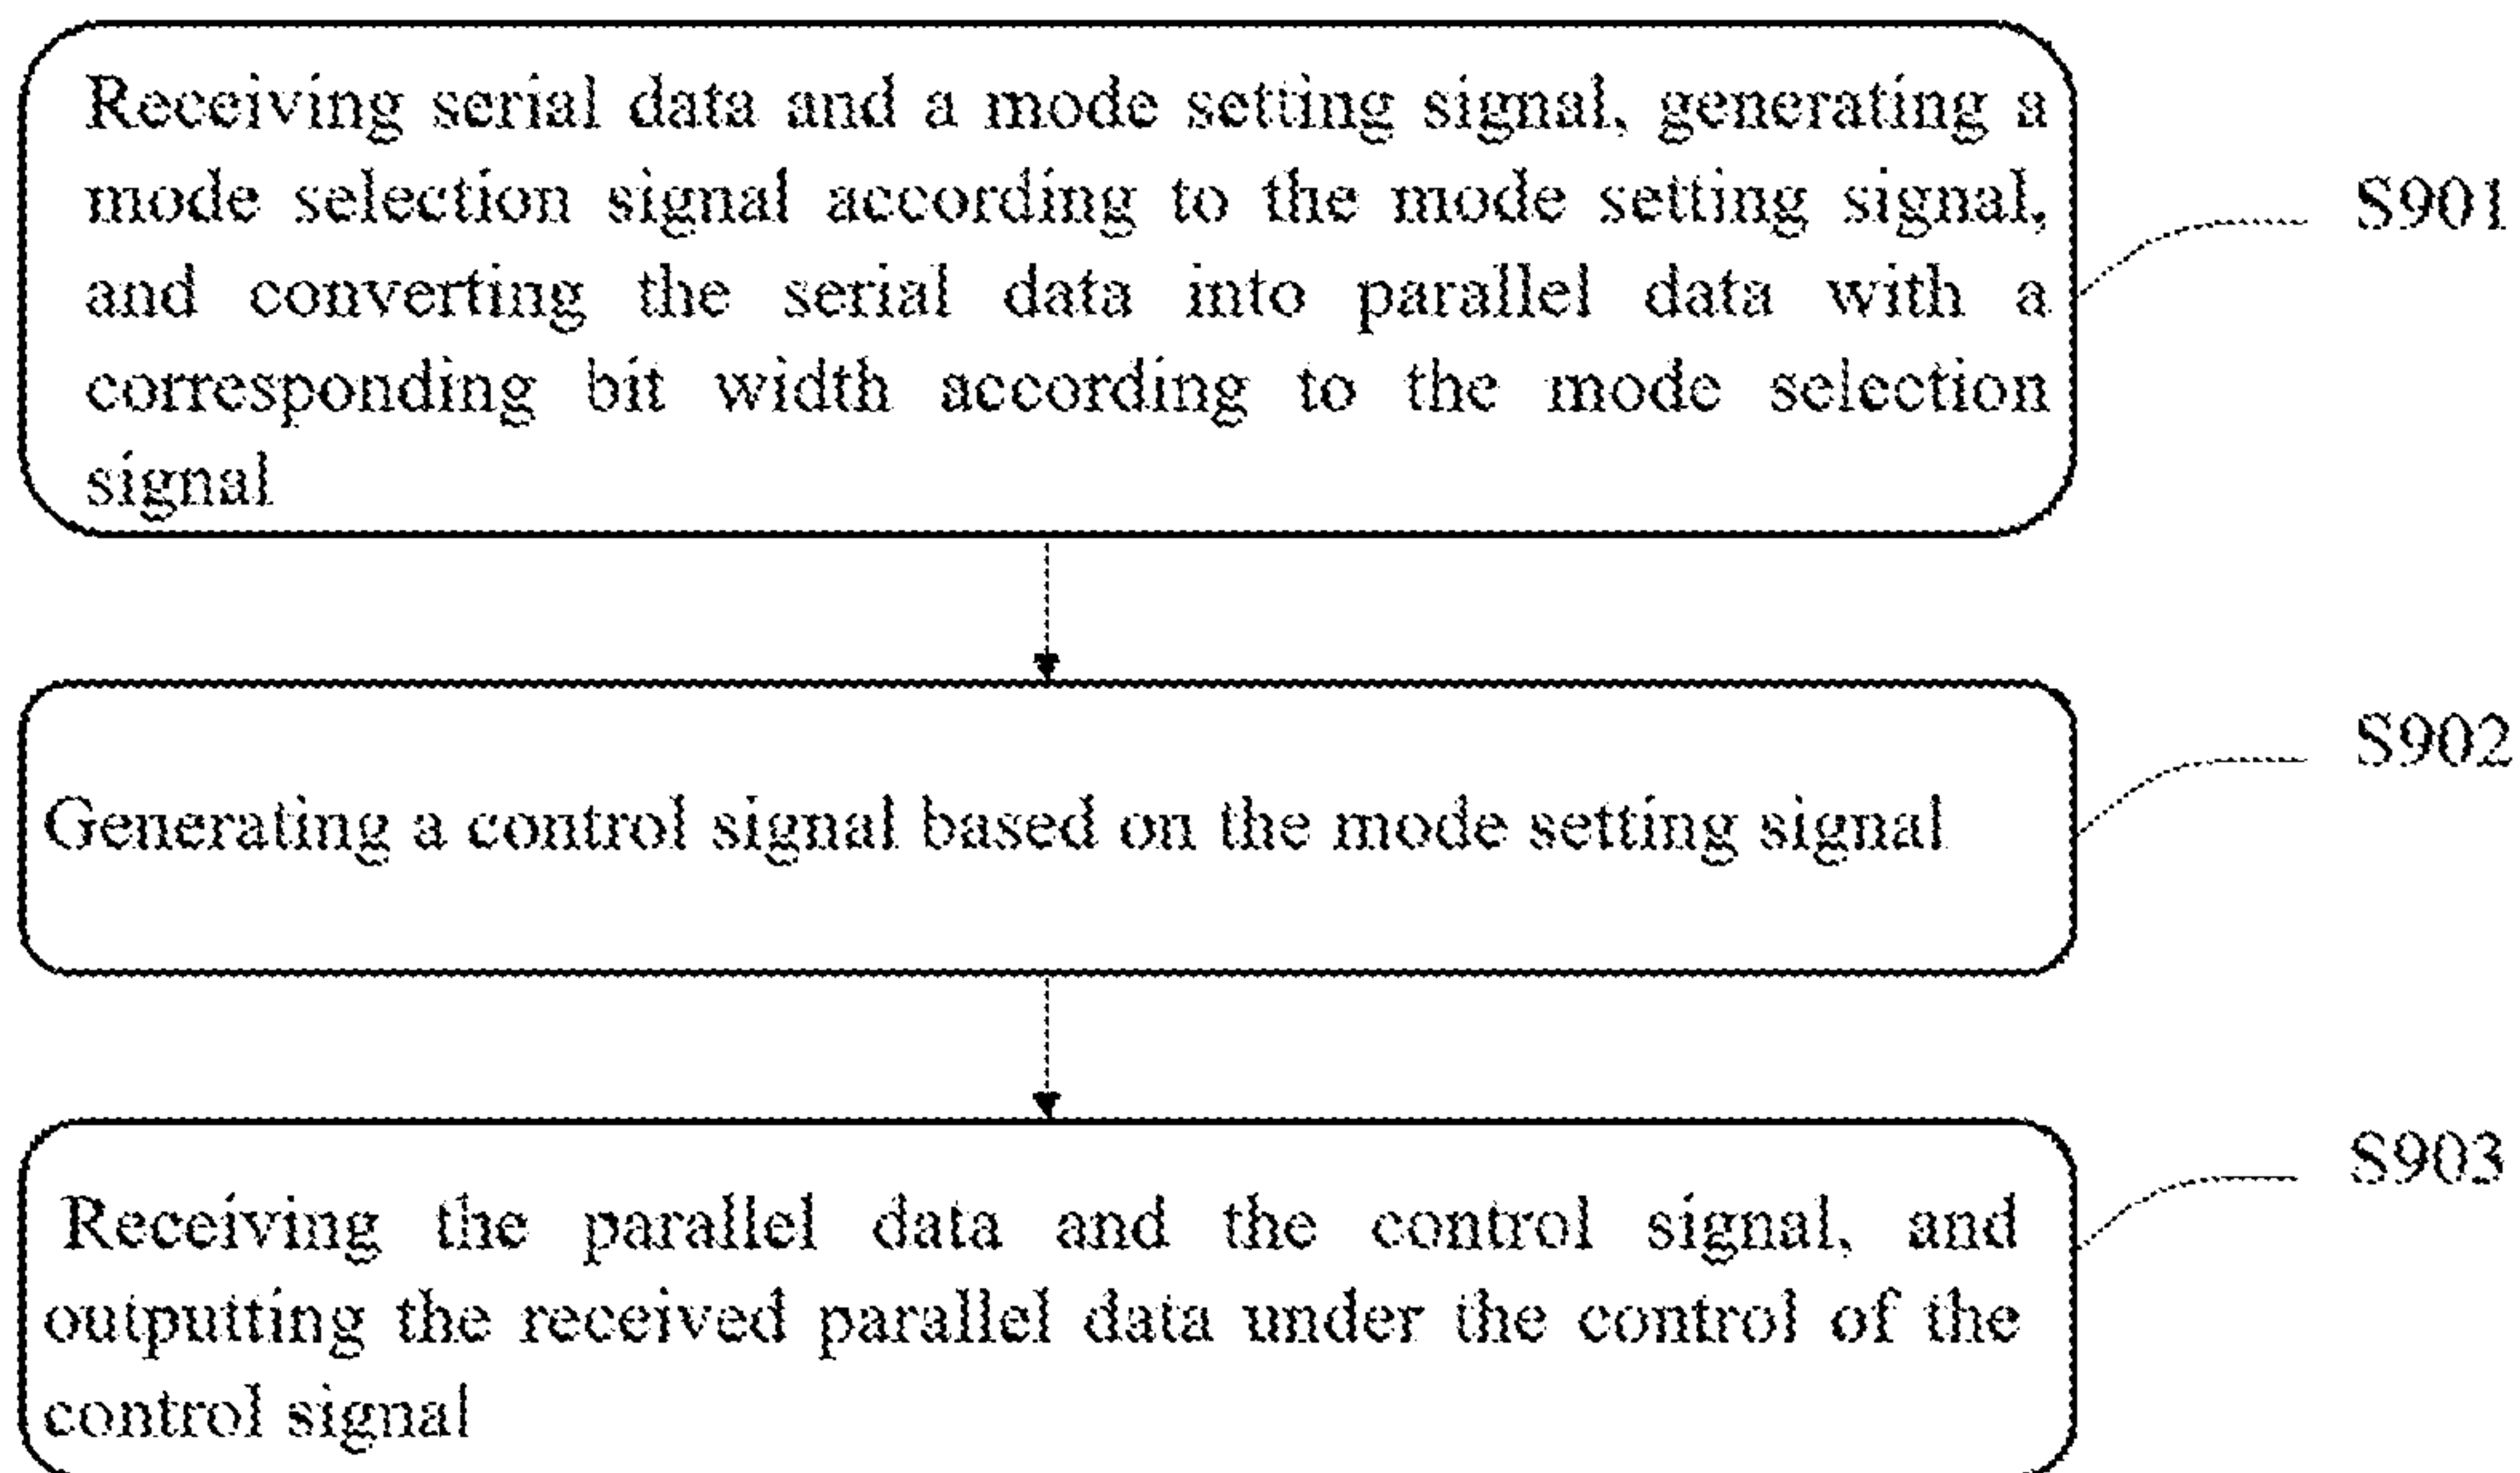 Receiving serial data and a mode setting signal, generating a
mode selection signal according to the mode setting signal,
and converting the serial data into parallel data with a
corresponding bit width according to the mode selection
signal
S901
Generating a control signal based on the mode setting signal
S902
Receiving the parallel data and the control signal, and
outputting the received parallel data under the control of the
control signal
S903